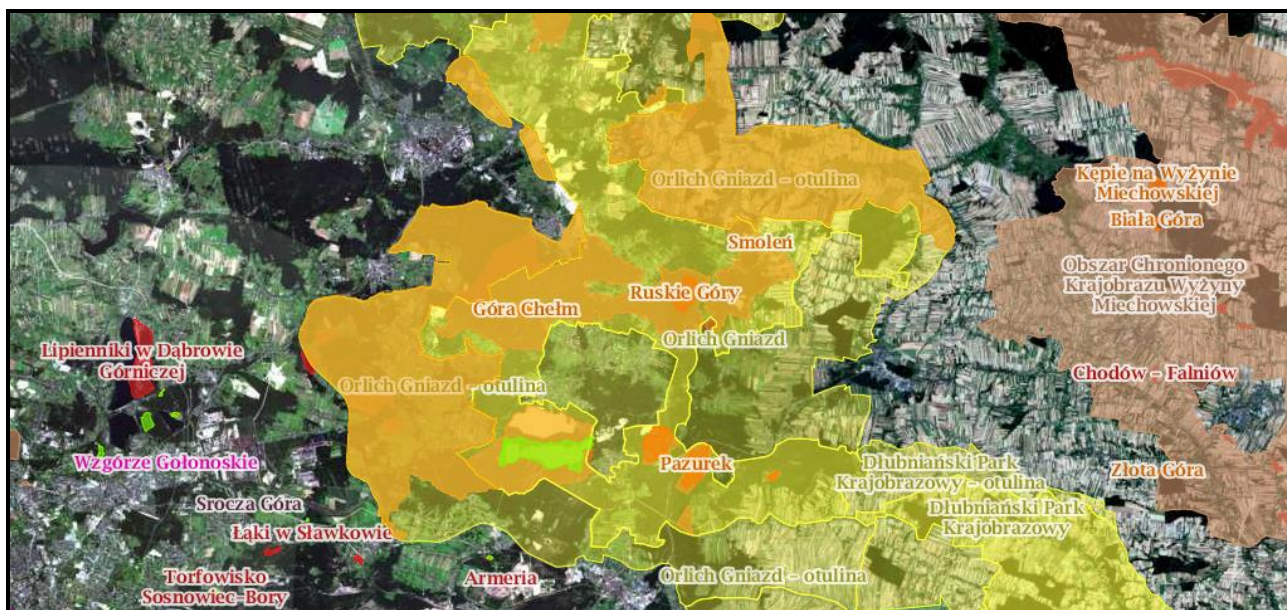 Orlich Gniazd - otulina
Kępie na Wyżynie
Miechowskiej
Biała Góra
Smoleń
Obszar Chronionego
Krajobrazu Wyżyny
Miechowskiej
Ruskie Góry
Góra Chełm
Orlich Gniazd
Lipienniki w Dąbrowie
Górniczej
Orlich Gniazd - otulina
Chodów - Falniów
Wzgórze Gołonoskie
Pazurek
Dłubniański Park
Krajobrazowy - otulina
Złota Góra
Srocza Góra
Dłubniański Park
Krajobrazowy
Łąki w Sławkowie
Torfowisko
Sosnowiec-Bory
Armeria
Orlich Gniazd - otulina